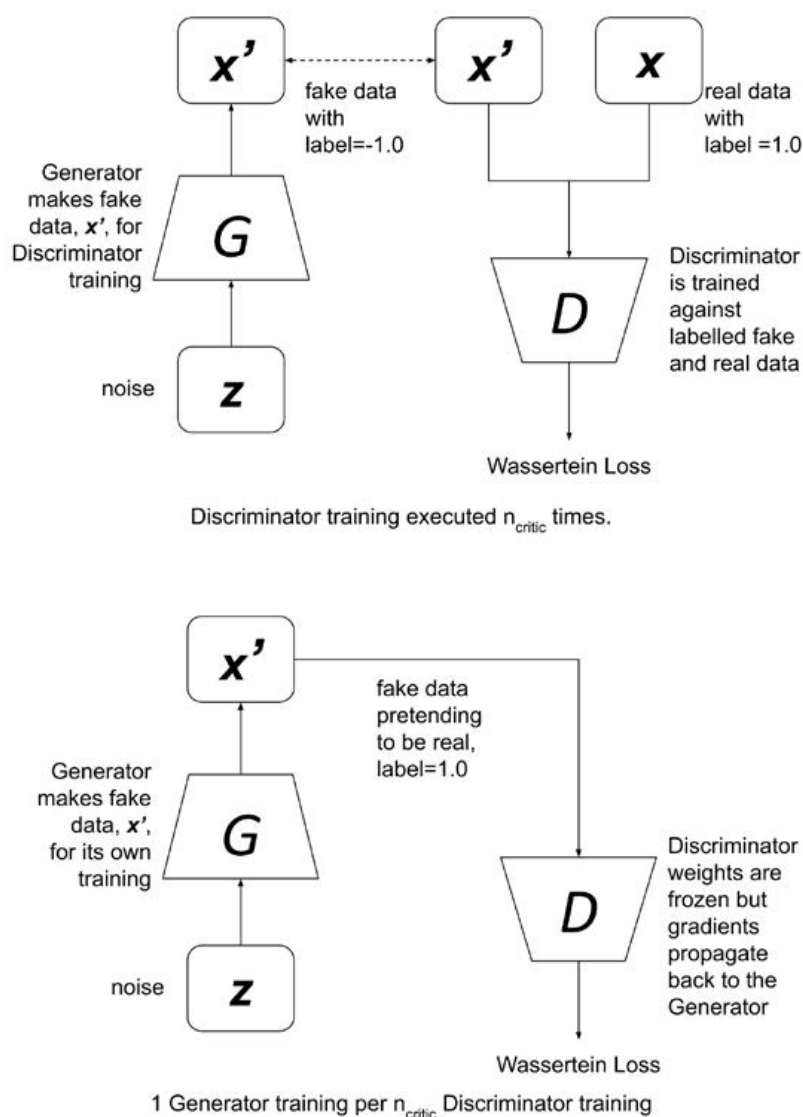 x’
x’
x
fake data
with
label=-1.0
real data
with
label =1.0
Generator
makes fake
data, x’, for
Discriminator
training
G
D
Discriminator
is trained
against
labelled fake
and real data
noise
z
Wassertein Loss
Discriminator training executed n_critic times.
x’
fake data
pretending
to be real,
label=1.0
Generator
makes fake
data, x’,
for its own
training
G
D
Discriminator
weights are
frozen but
gradients
propagate
back to the
Generator
noise
z
Wassertein Loss
1 Generator training per n_critic Discriminator training